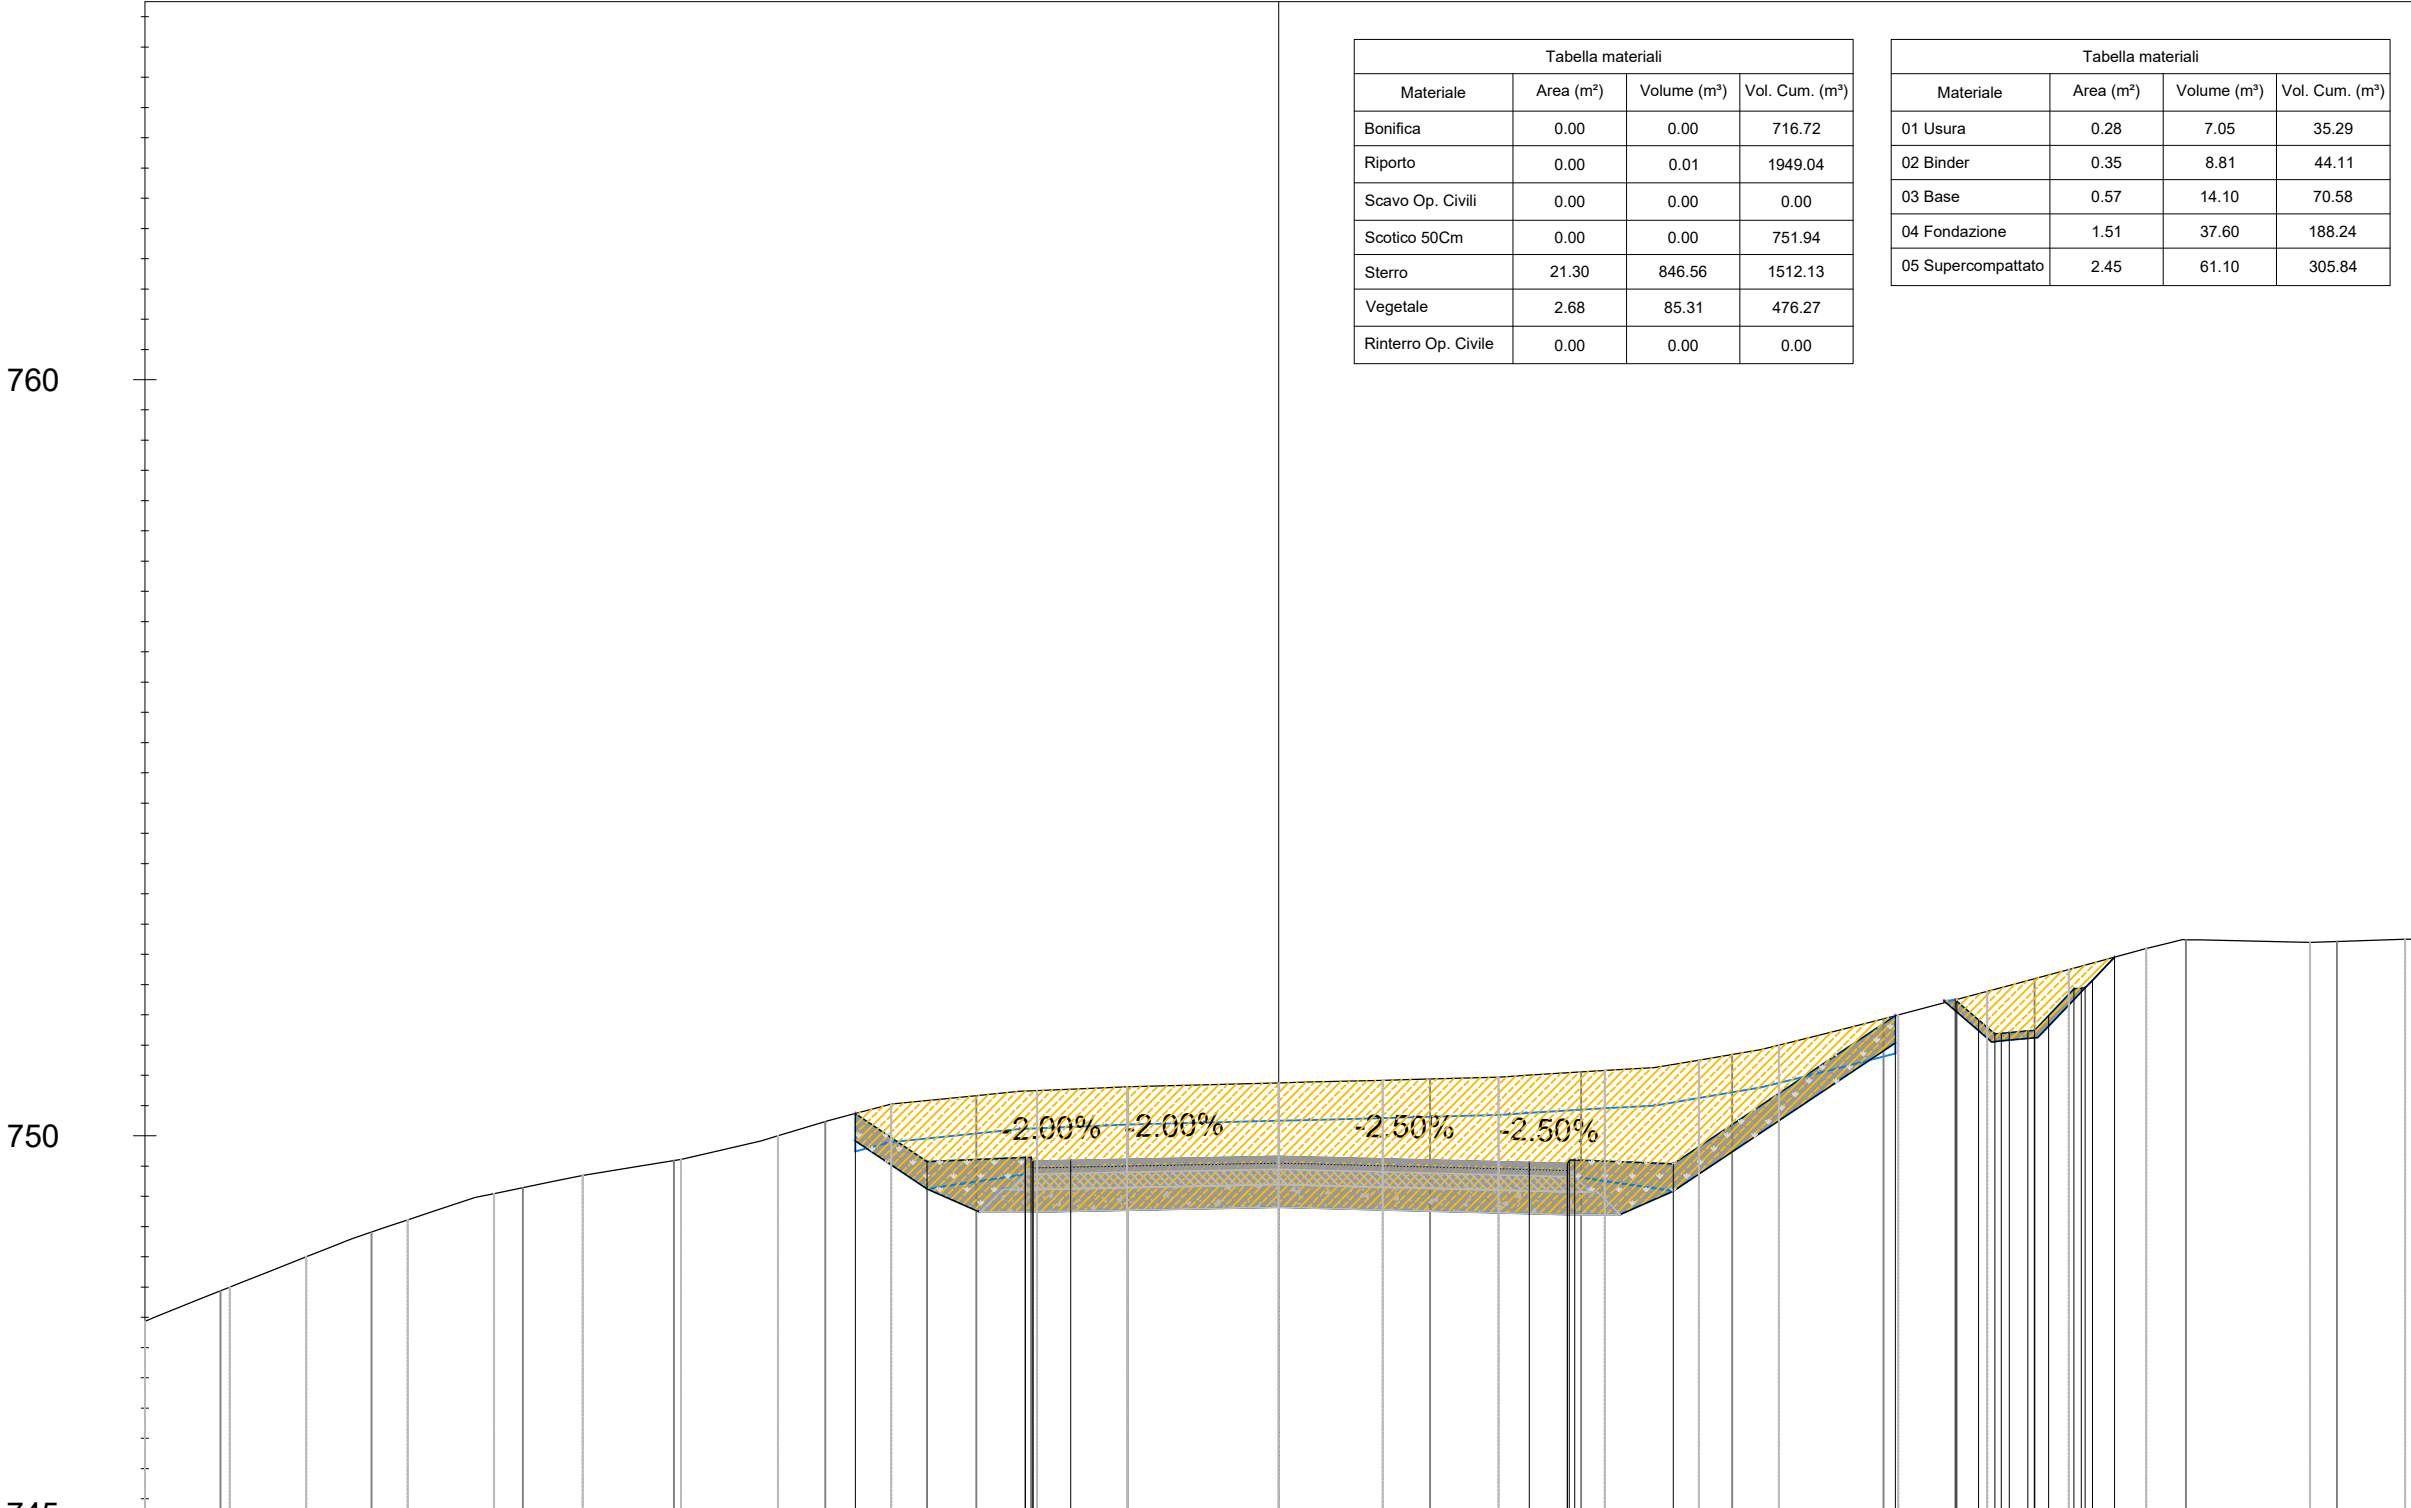 Tabella materiali
Materiale Area (m²) Volume (m³) Vol. Cum. (m³)
Bonifica 0.00 0.00 716.72
Riporto 0.00 0.01 1949.04
Scavo Op. Civili 0.00 0.00 0.00
Scotico 50Cm 0.00 0.00 751.94
Sterro 21.30 846.56 1512.13
Vegetale 2.68 85.31 476.27
Rinterro Op. Civile 0.00 0.00 0.00
Tabella materiali
Materiale Area (m²) Volume (m³) Vol. Cum. (m³)
01 Usura 0.28 7.05 35.29
02 Binder 0.35 8.81 44.11
03 Base 0.57 14.10 70.58
04 Fondazione 1.51 37.60 188.24
05 Supercompattato 2.45 61.10 305.84
760
750
-2.00% -2.00% -2.50% -2.50%
745